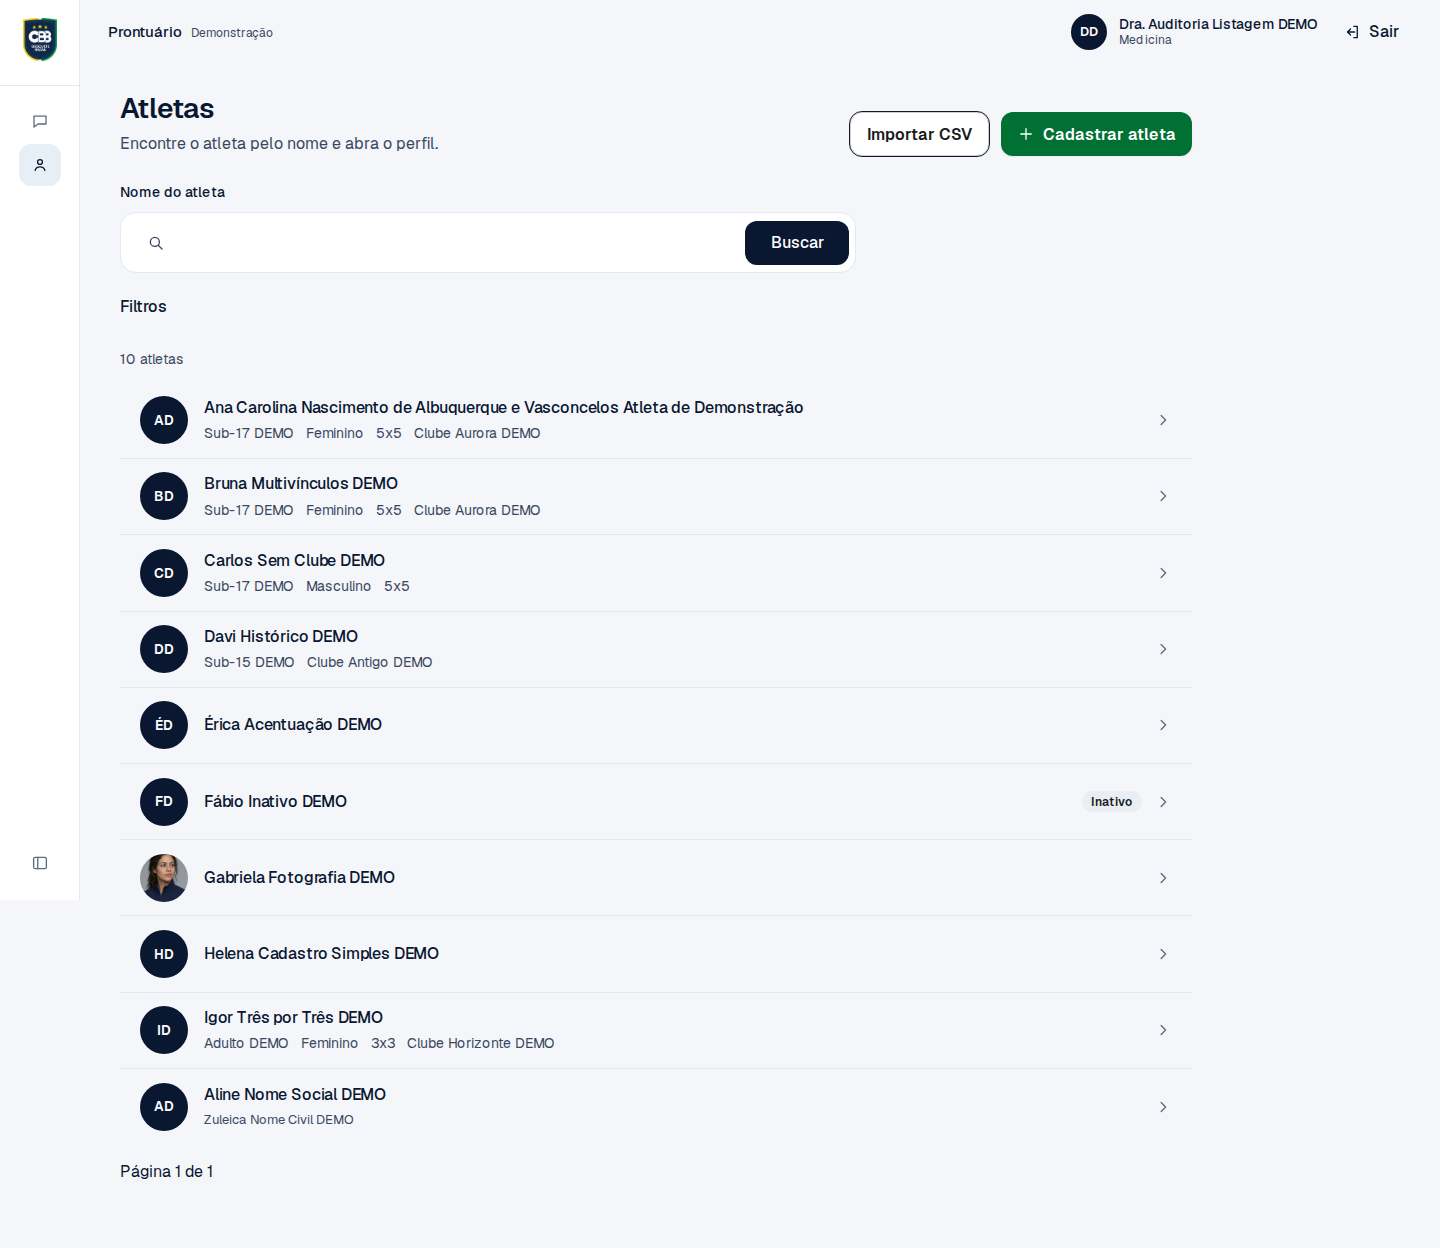 CBB
Prontuário Demonstração
DD
Dra. Auditoria Listagem DEMO
Medicina
Sair
Atletas
Encontre o atleta pelo nome e abra o perfil.
Importar CSV
Cadastrar atleta
Nome do atleta
Buscar
Filtros
10 atletas
AD
Ana Carolina Nascimento de Albuquerque e Vasconcelos Atleta de Demonstração
Sub-17 DEMO Feminino 5x5 Clube Aurora DEMO
BD
Bruna Multivínculos DEMO
Sub-17 DEMO Feminino 5x5 Clube Aurora DEMO
CD
Carlos Sem Clube DEMO
Sub-17 DEMO Masculino 5x5
DD
Davi Histórico DEMO
Sub-15 DEMO Clube Antigo DEMO
ÉD
Érica Acentuação DEMO
FD
Fábio Inativo DEMO
Inativo
Gabriela Fotografia DEMO
HD
Helena Cadastro Simples DEMO
ID
Igor Três por Três DEMO
Adulto DEMO Feminino 3x3 Clube Horizonte DEMO
AD
Aline Nome Social DEMO
Zuleica Nome Civil DEMO
Página 1 de 1